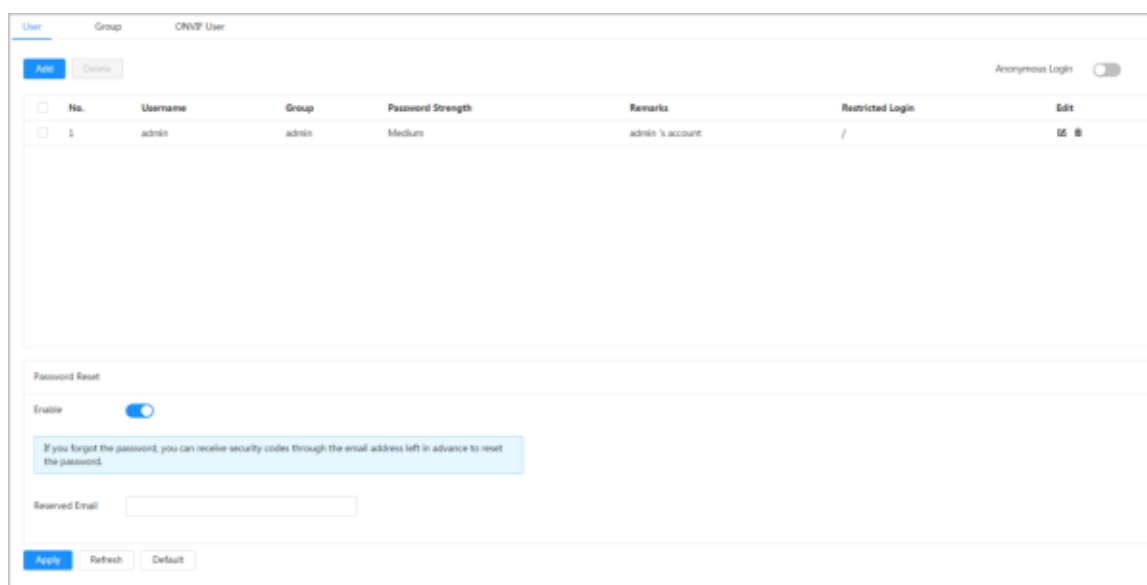 User Group ONVIF User
Add Delete Anonymous Login
No. Username Group Password Strength Remarks Restricted Login Edit
1 admin admin Medium admin 's account /
Password Reset
Enable
If you forgot the password, you can receive security codes through the email address left in advance to reset
the password.
Reserved Email
Apply Refresh Default